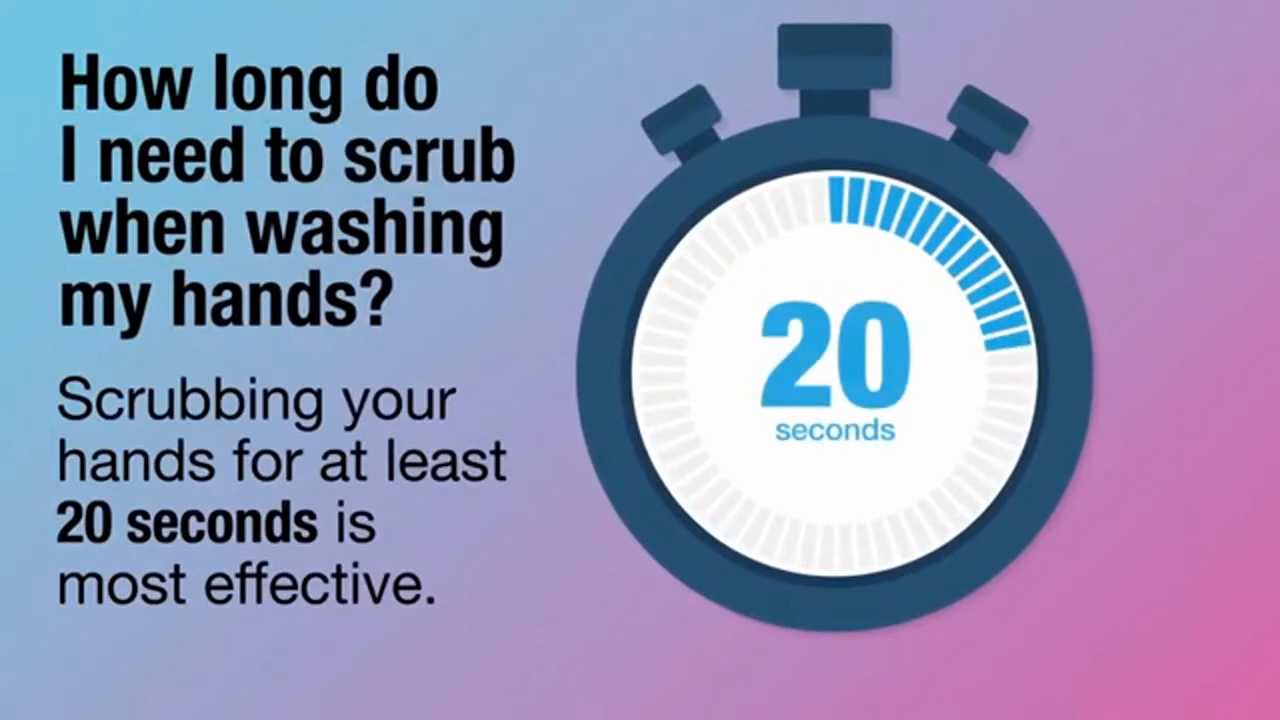 How long do
I need to scrub
when washing
my hands?
Scrubbing your
hands for at least
20 seconds is
most effective.
20
seconds